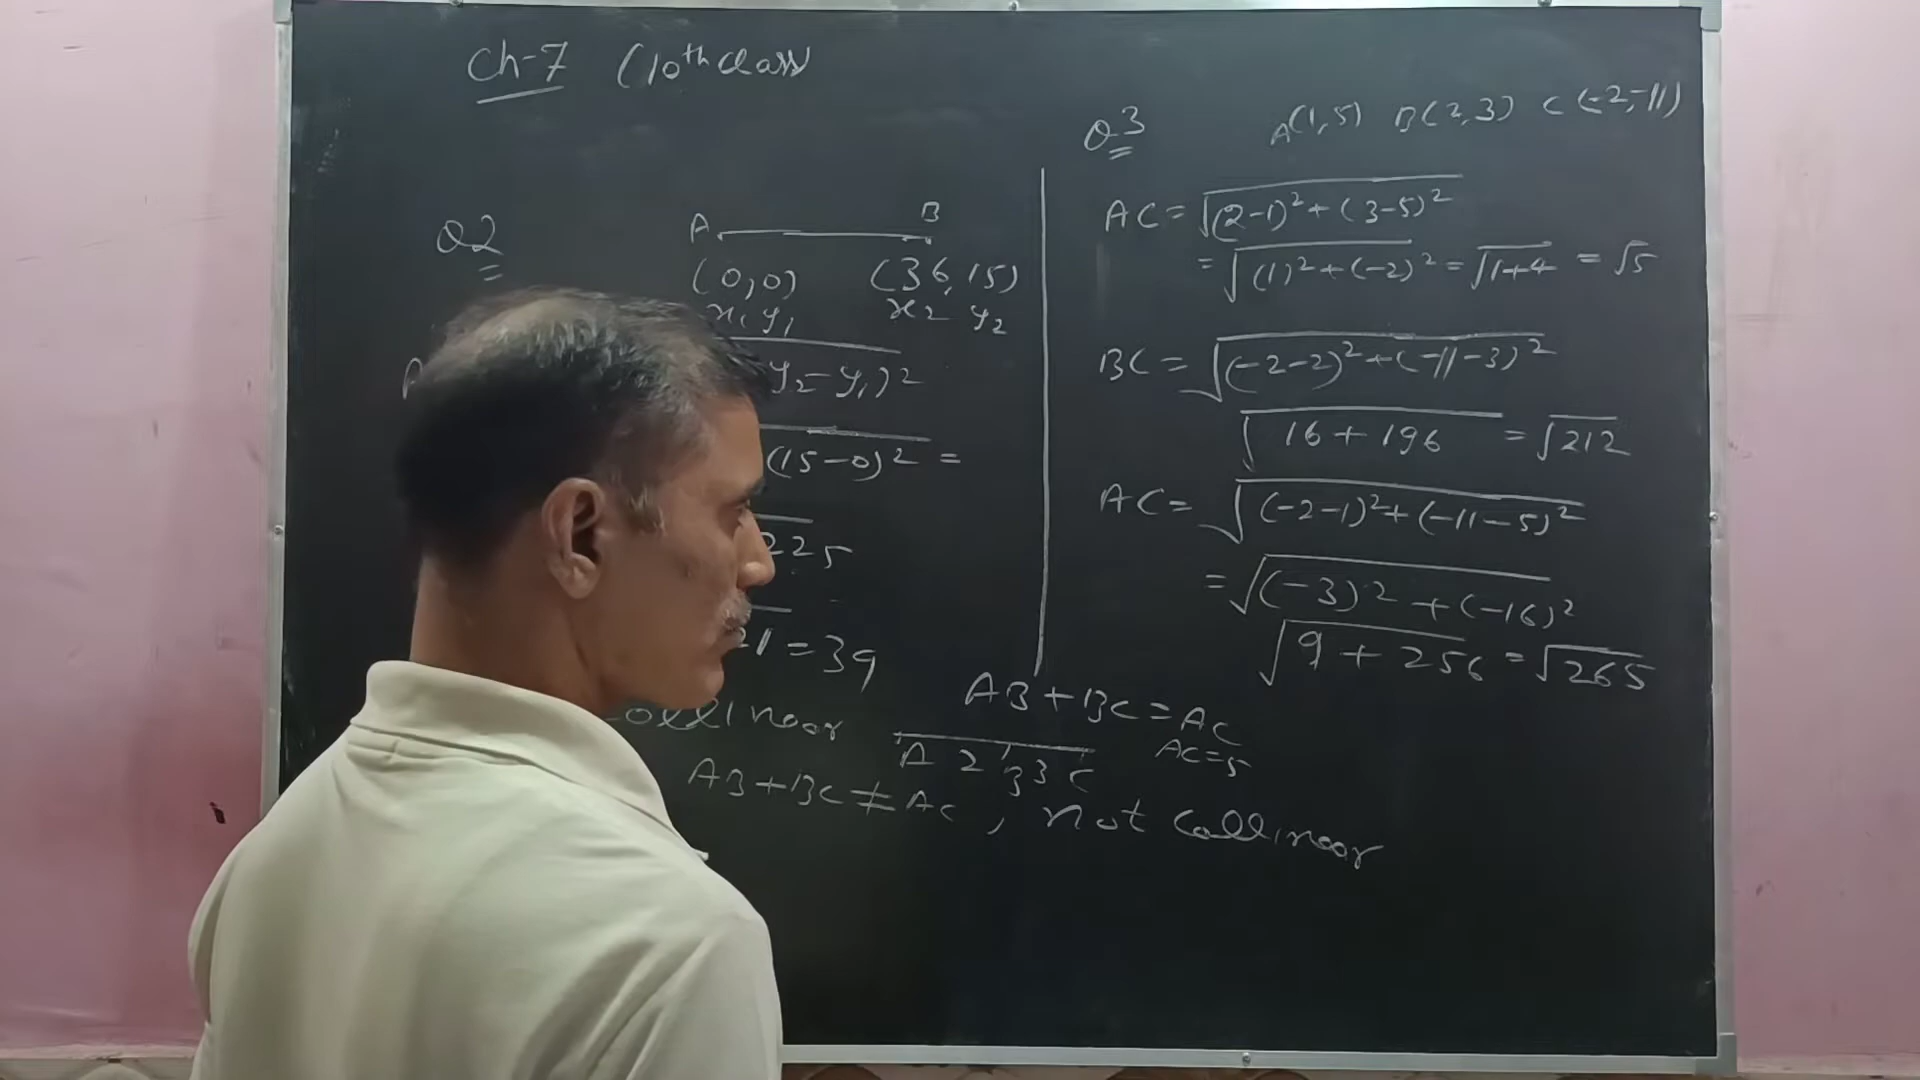 Ch-7 (10th class
Q2
A B
(0,0) (36,15)
x1 y1 x2 y2
y2-y1)2
(15-0)2 =
225
1 = 39
Collinear
AB+BC=AC
A 2 B 3 C AC=5
AB+BC≠AC, not Collinear
Q3 A(1,5) B(2,3) C(-2,-11)
AC=√(2-1)²+(3-5)²
=√(1)²+(-2)²=√1+4 =√5
BC=√(-2-2)²+(-11-3)²
√16+196 =√212
AC=√(-2-1)²+(-11-5)²
=√(-3)²+(-16)²
√9+256=√265